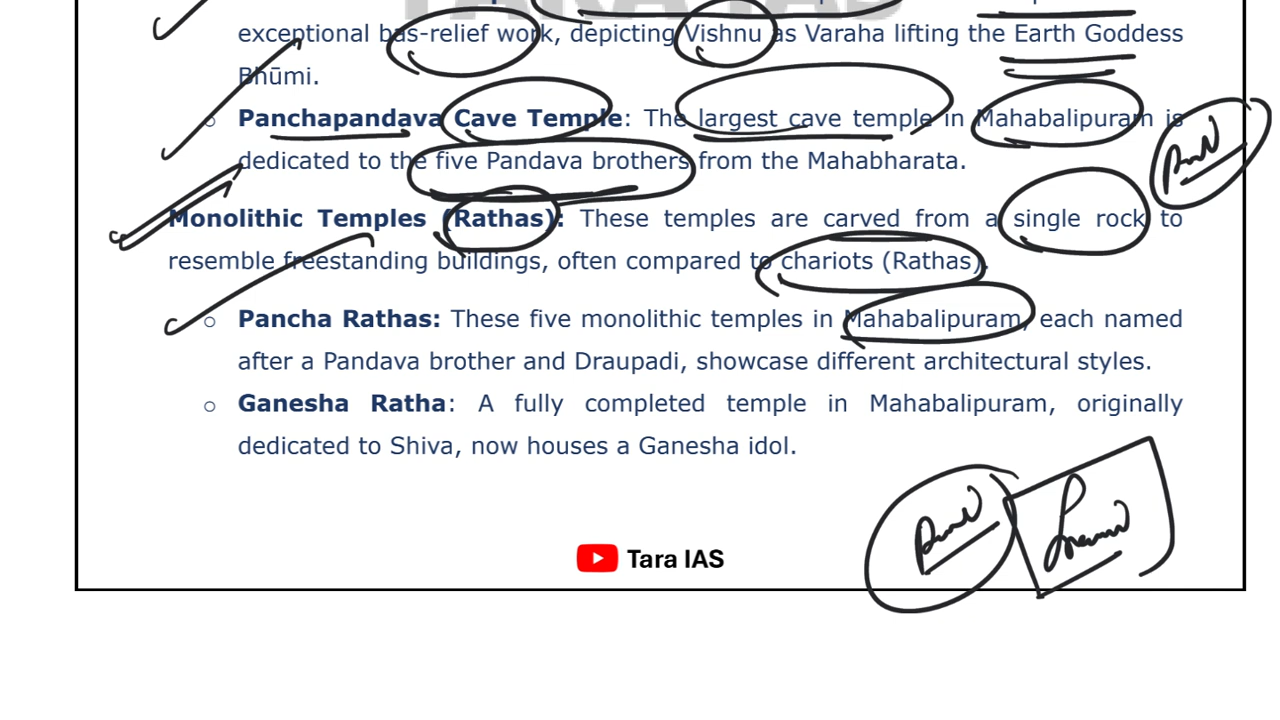 exceptional bas-relief work, depicting Vishnu as Varaha lifting the Earth Goddess
Bhūmi.
o Panchapandava Cave Temple: The largest cave temple in Mahabalipuram is
dedicated to the five Pandava brothers from the Mahabharata.
Monolithic Temples (Rathas): These temples are carved from a single rock to
resemble freestanding buildings, often compared to chariots (Rathas).
o Pancha Rathas: These five monolithic temples in Mahabalipuram, each named
after a Pandava brother and Draupadi, showcase different architectural styles.
o Ganesha Ratha: A fully completed temple in Mahabalipuram, originally
dedicated to Shiva, now houses a Ganesha idol.
Tara IAS